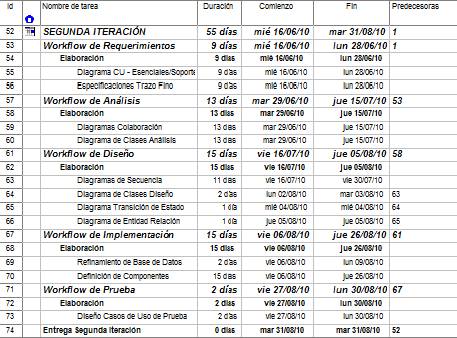 Id Nombre de tarea Duración Comienzo Fin Predecesoras
52 SEGUNDA ITERACIÓN 55 días mié 16/06/10 mar 31/08/10 1
53 Workflow de Requerimientos 9 días mié 16/06/10 lun 28/06/10 1
54 Elaboración 9 días mié 16/06/10 lun 28/06/10
55 Diagrama CU - Esenciales/Soporte 9 días mié 16/06/10 lun 28/06/10
56 Especificaciones Trazo Fino 9 días mié 16/06/10 lun 28/06/10
57 Workflow de Análisis 13 días mar 29/06/10 jue 15/07/10 53
58 Elaboración 13 días mar 29/06/10 jue 15/07/10
59 Diagramas Colaboración 13 días mar 29/06/10 jue 15/07/10
60 Diagrama de Clases Análisis 13 días mar 29/06/10 jue 15/07/10
61 Workflow de Diseño 15 días vie 16/07/10 jue 05/08/10 58
62 Elaboración 15 días vie 16/07/10 jue 05/08/10
63 Diagramas de Secuencia 11 días vie 16/07/10 vie 30/07/10
64 Diagrama de Clases Diseño 2 días lun 02/08/10 mar 03/08/10 63
65 Diagrama Transición de Estado 1 día mié 04/08/10 mié 04/08/10 64
66 Diagrama de Entidad Relación 1 día jue 05/08/10 jue 05/08/10 65
67 Workflow de Implementación 15 días vie 06/08/10 jue 26/08/10 61
68 Elaboración 15 días vie 06/08/10 jue 26/08/10
69 Refinamiento de Base de Datos 2 días vie 06/08/10 lun 09/08/10
70 Definición de Componentes 15 días vie 06/08/10 jue 26/08/10
71 Workflow de Prueba 2 días vie 27/08/10 lun 30/08/10 67
72 Elaboración 2 días vie 27/08/10 lun 30/08/10
73 Diseño Casos de Uso de Prueba 2 días vie 27/08/10 lun 30/08/10
74 Entrega Segunda Iteración 0 días mar 31/08/10 mar 31/08/10 52